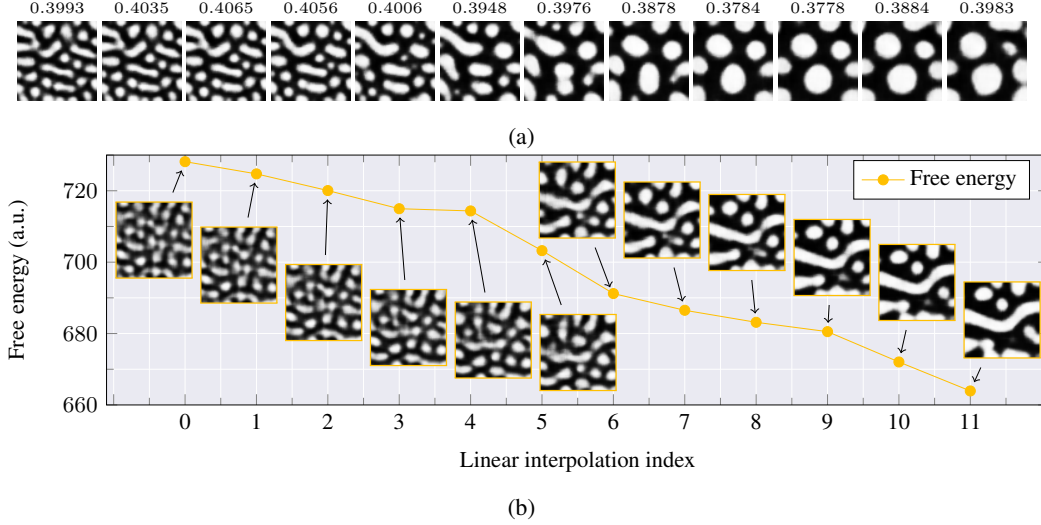 0.3993 0.4035 0.4065 0.4056 0.4006 0.3948 0.3976 0.3878 0.3784 0.3778 0.3884 0.3983
(a)
Free energy
720
700
680
660
Free energy (a.u.)
0 1 2 3 4 5 6 7 8 9 10 11
Linear interpolation index
(b)